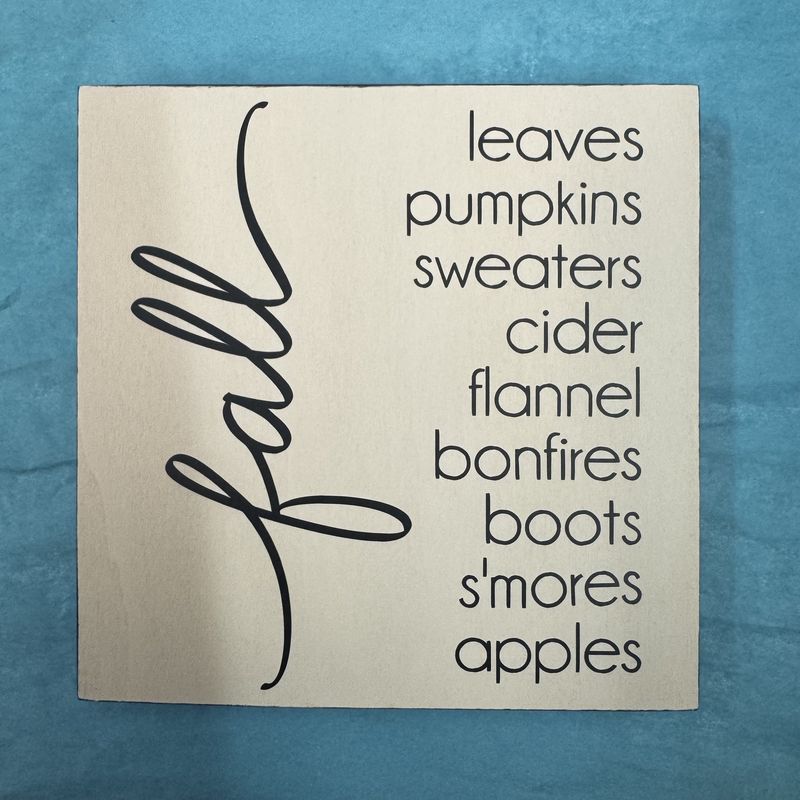 fall
leaves
pumpkins
sweaters
cider
flannel
bonfires
boots
s'mores
apples